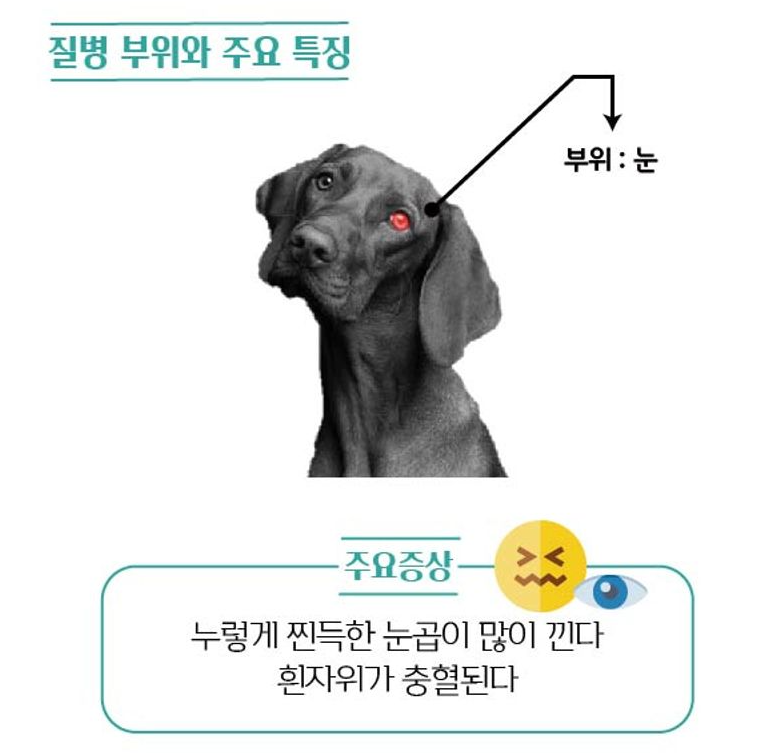 질병 부위와 주요 특징
부위 : 눈
주요증상
누렇게 찐득한 눈곱이 많이 낀다
흰자위가 충혈된다